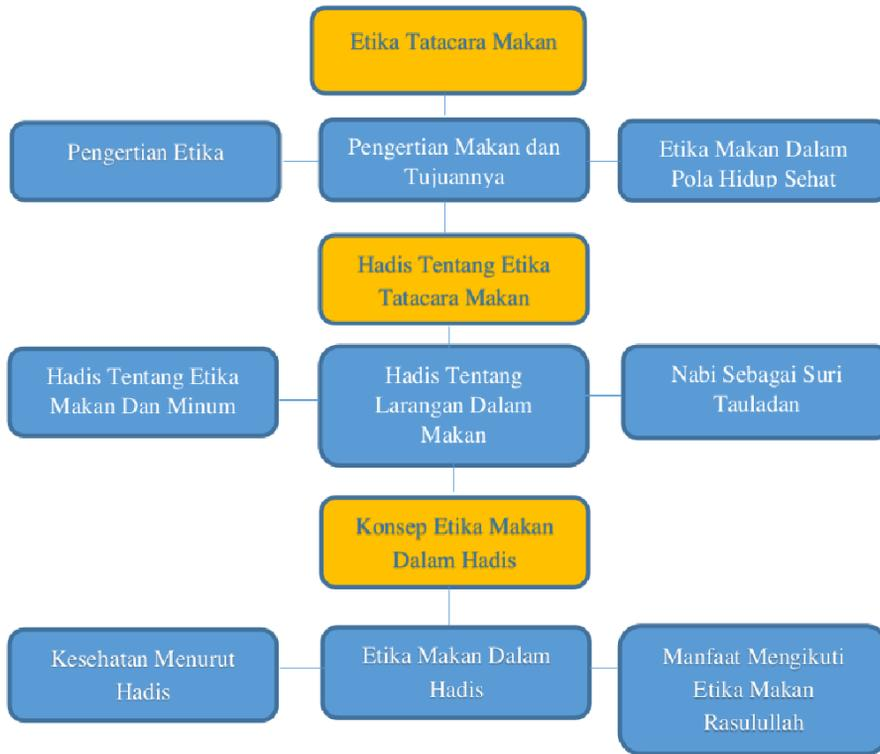 Etika Tatacara Makan
Pengertian Etika
Pengertian Makan dan
Tujuannya
Etika Makan Dalam
Pola Hidup Sehat
Hadis Tentang Etika
Tatacara Makan
Hadis Tentang Etika
Makan Dan Minum
Hadis Tentang
Larangan Dalam
Makan
Nabi Sebagai Suri
Tauladan
Konsep Etika Makan
Dalam Hadis
Kesehatan Menurut
Hadis
Etika Makan Dalam
Hadis
Manfaat Mengikuti
Etika Makan
Rasulullah